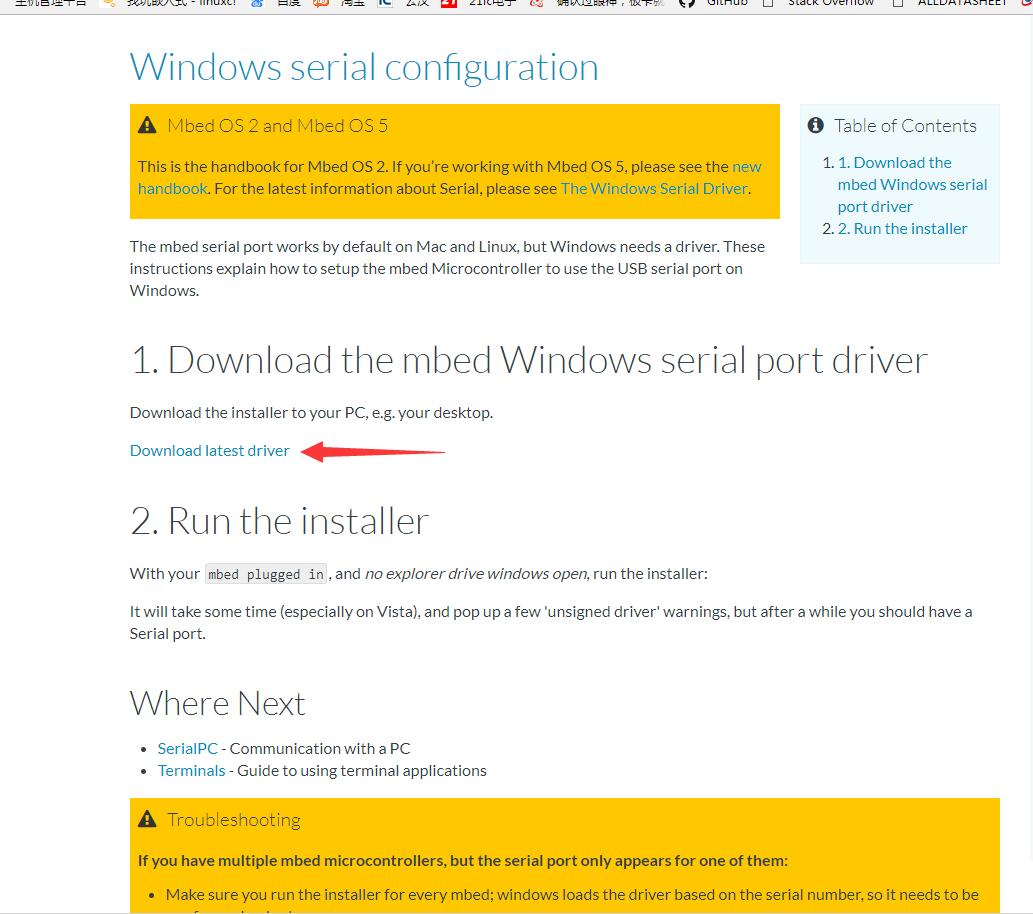 主机管理平台 我玩嵌入式 - linuxc! 百度 淘宝 21ic电子 GitHub Stack Overflow ALLDATASHEET
Windows serial configuration
Mbed OS 2 and Mbed OS 5
This is the handbook for Mbed OS 2. If you’re working with Mbed OS 5, please see the new
handbook. For the latest information about Serial, please see The Windows Serial Driver.
Table of Contents
1. 1. Download the
mbed Windows serial
port driver
2. 2. Run the installer
The mbed serial port works by default on Mac and Linux, but Windows needs a driver. These
instructions explain how to setup the mbed Microcontroller to use the USB serial port on
Windows.
1. Download the mbed Windows serial port driver
Download the installer to your PC, e.g. your desktop.
Download latest driver
2. Run the installer
With your mbed plugged in, and no explorer drive windows open, run the installer:
It will take some time (especially on Vista), and pop up a few 'unsigned driver' warnings, but after a while you should have a
Serial port.
Where Next
• SerialPC - Communication with a PC
• Terminals - Guide to using terminal applications
Troubleshooting
If you have multiple mbed microcontrollers, but the serial port only appears for one of them:
• Make sure you run the installer for every mbed; windows loads the driver based on the serial number, so it needs to be